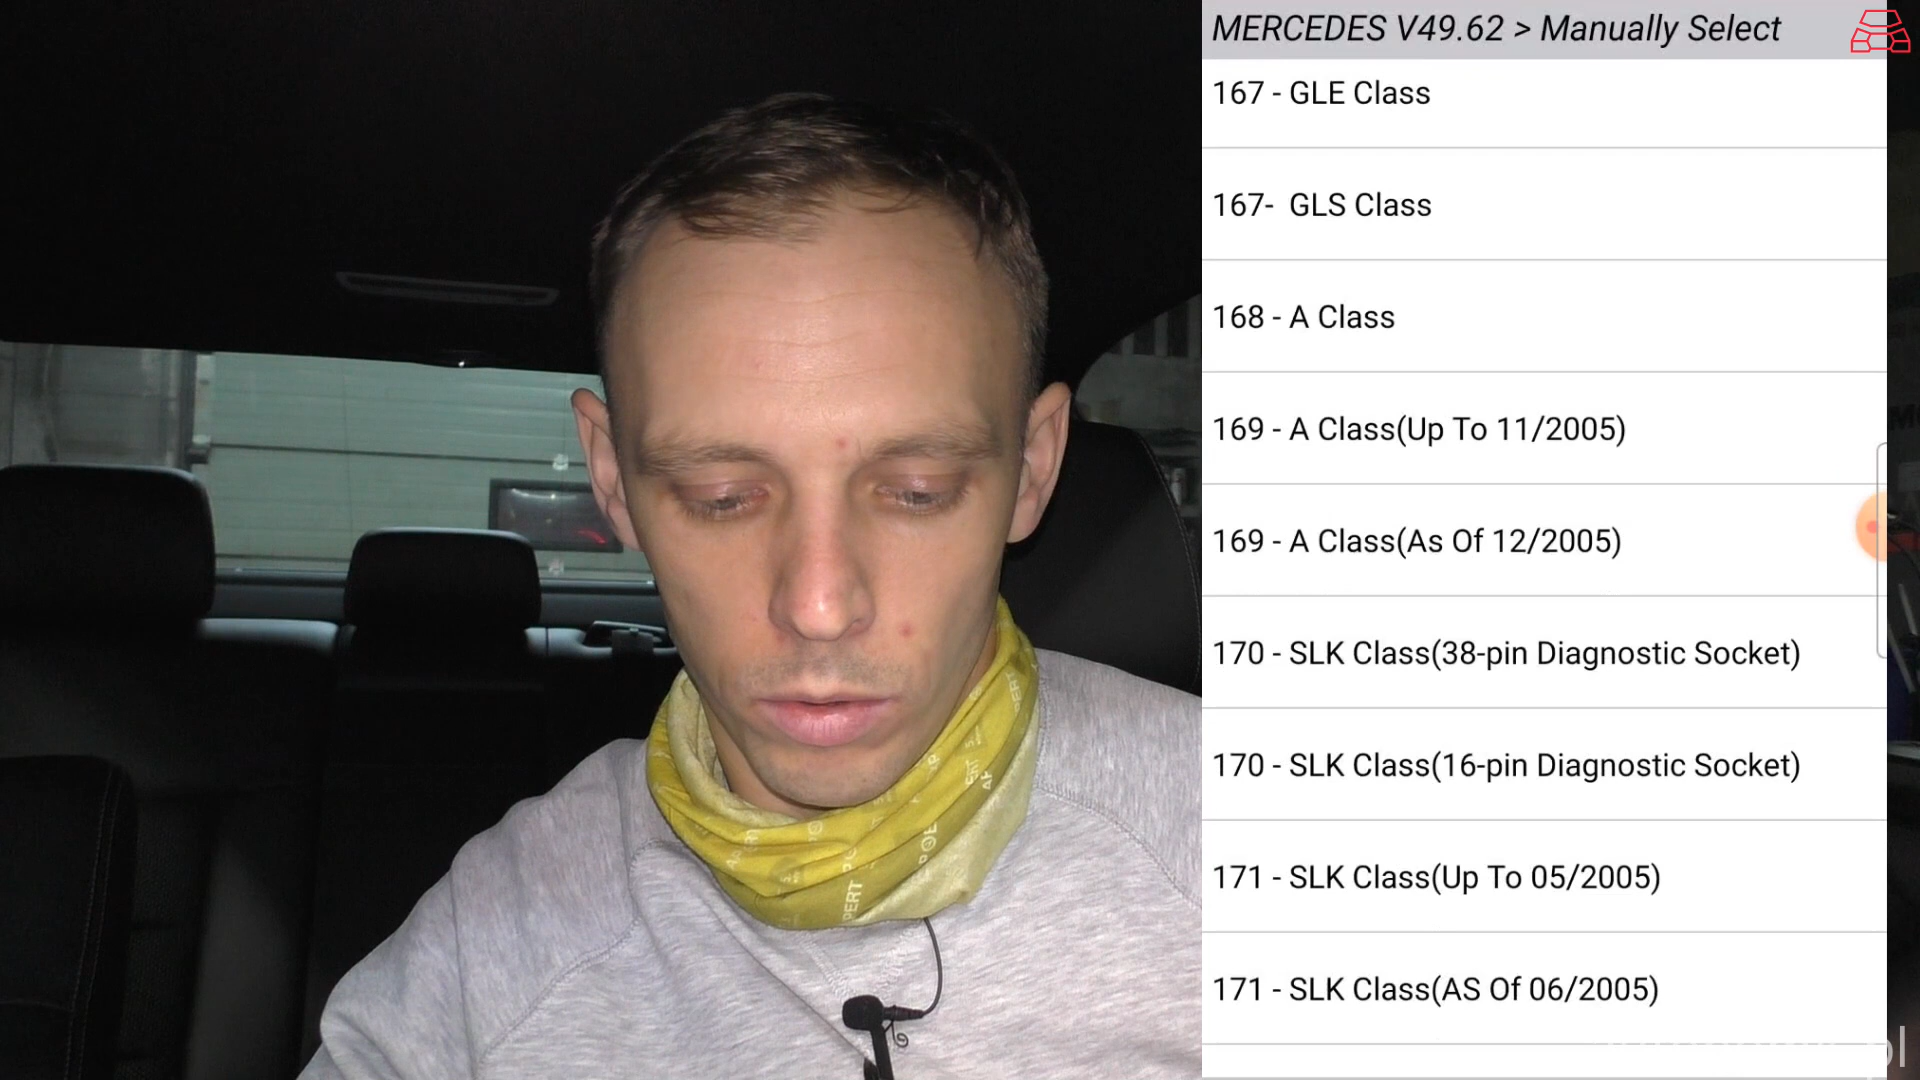 MERCEDES V49.62 > Manually Select
167 - GLE Class
167- GLS Class
168 - A Class
169 - A Class(Up To 11/2005)
169 - A Class(As Of 12/2005)
170 - SLK Class(38-pin Diagnostic Socket)
170 - SLK Class(16-pin Diagnostic Socket)
171 - SLK Class(Up To 05/2005)
171 - SLK Class(AS Of 06/2005)
PERT